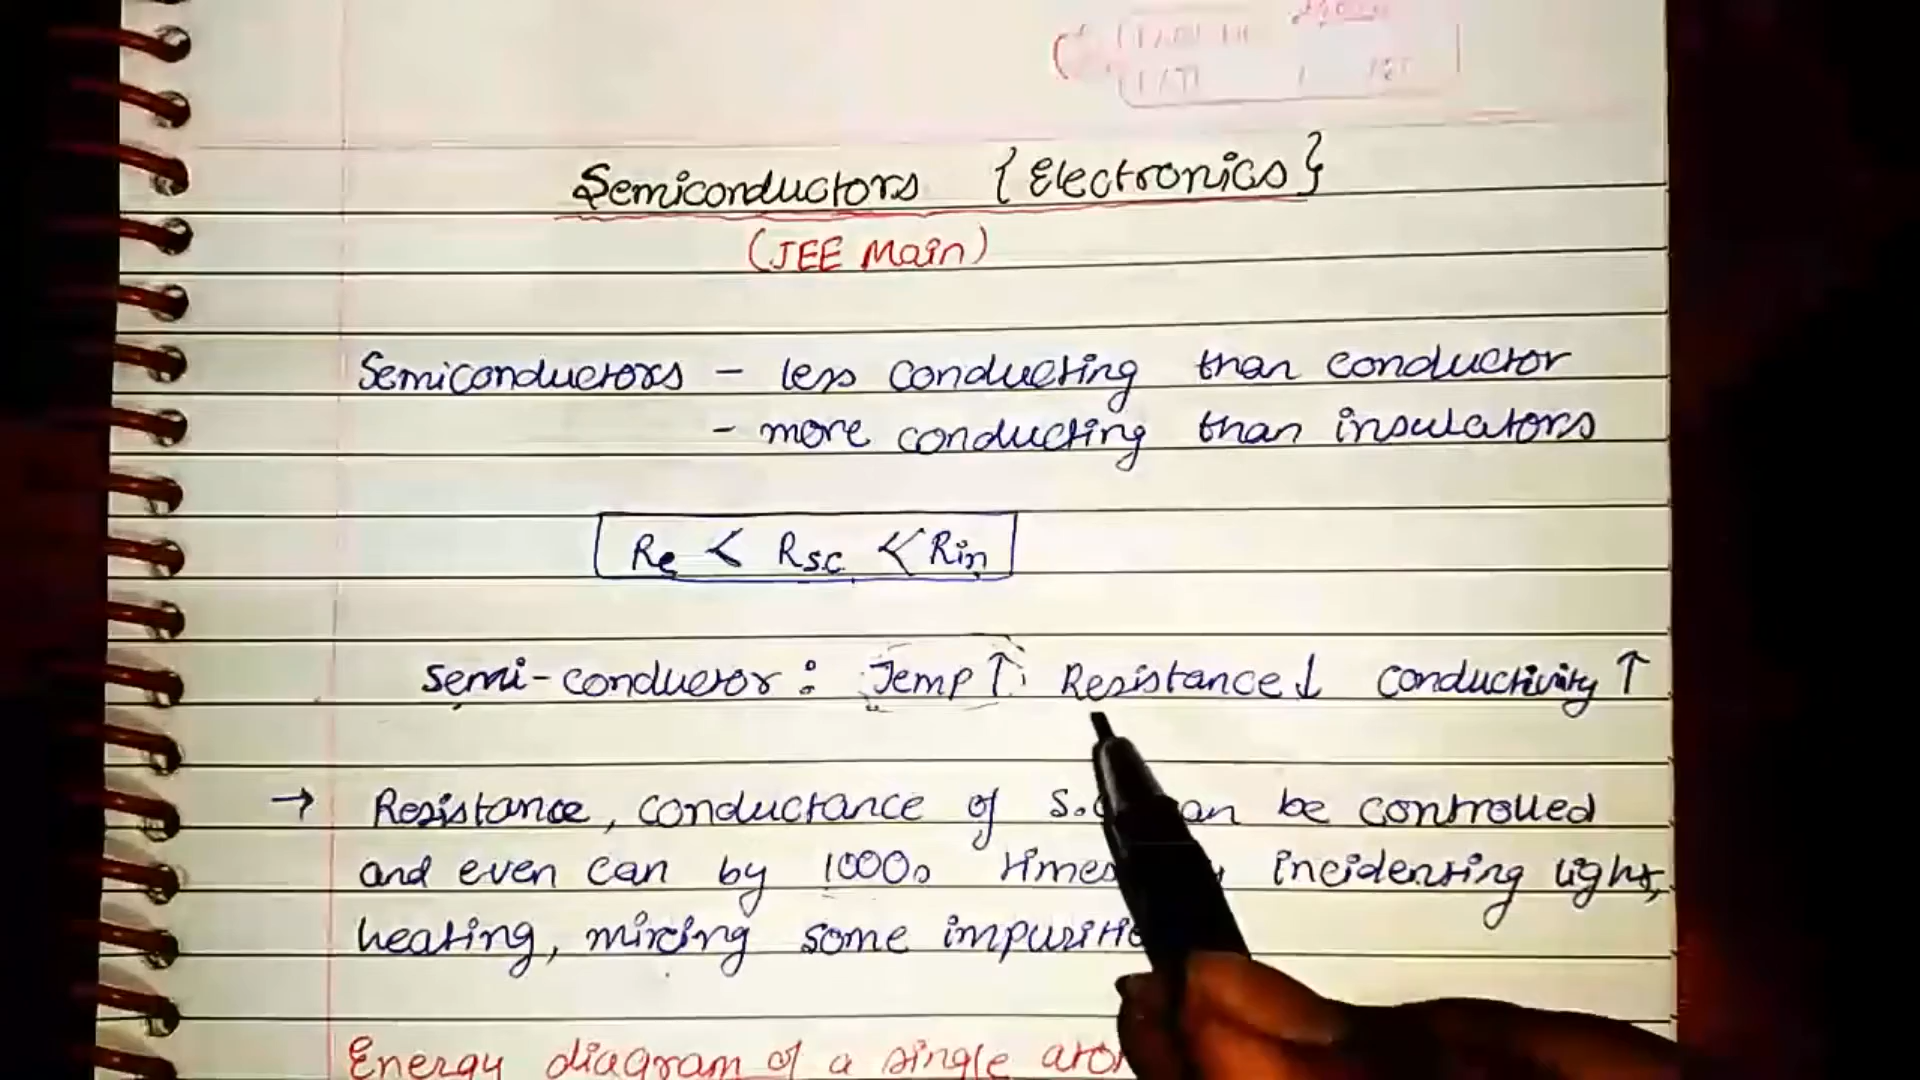 Semiconductors {Electronics}
(JEE Main)
Semiconductors - less conducting than conductor
- more conducting than insulators
Rc < Rsc < Rin
Semi-conductor : Temp↑ Resistance↓ conductivity↑
→ Resistance, conductance of S.C can be controlled
and even can by 1000s times incidenting light,
heating, mixing some
Energy diagram of a single